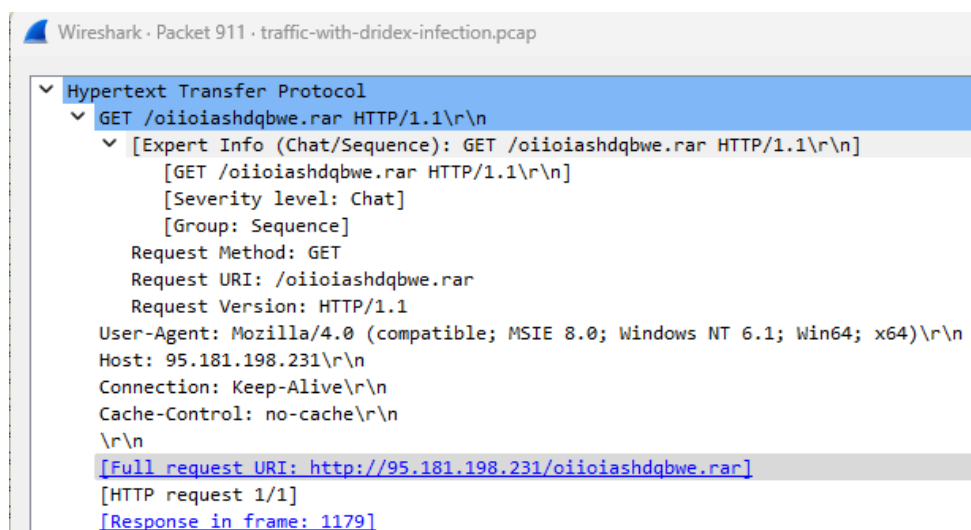 Wireshark · Packet 911 · traffic-with-dridex-infection.pcap
Hypertext Transfer Protocol
GET /oiioiashdqbwe.rar HTTP/1.1\r\n
[Expert Info (Chat/Sequence): GET /oiioiashdqbwe.rar HTTP/1.1\r\n]
[GET /oiioiashdqbwe.rar HTTP/1.1\r\n]
[Severity level: Chat]
[Group: Sequence]
Request Method: GET
Request URI: /oiioiashdqbwe.rar
Request Version: HTTP/1.1
User-Agent: Mozilla/4.0 (compatible; MSIE 8.0; Windows NT 6.1; Win64; x64)\r\n
Host: 95.181.198.231\r\n
Connection: Keep-Alive\r\n
Cache-Control: no-cache\r\n
\r\n
[Full request URI: http://95.181.198.231/oiioiashdqbwe.rar]
[HTTP request 1/1]
[Response in frame: 1179]